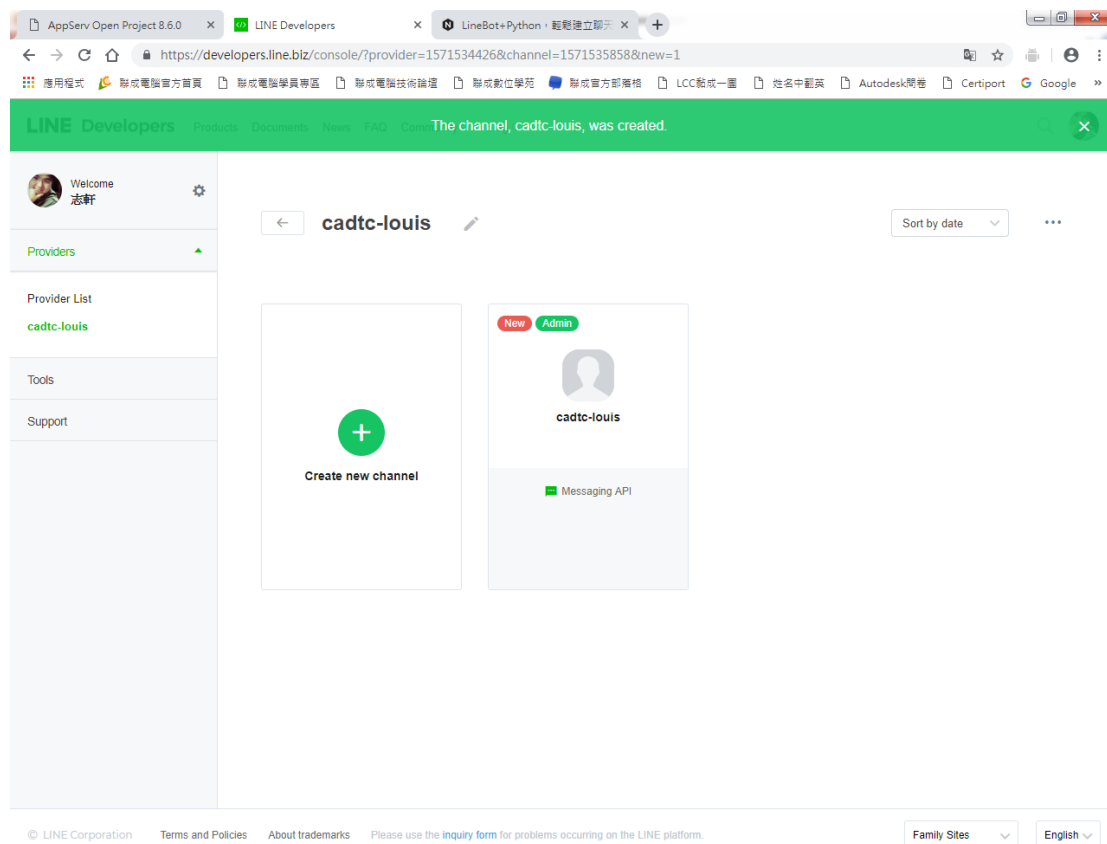 AppServ Open Project 8.6.0
LINE Developers
LineBot+Python，輕鬆建立聊天
https://developers.line.biz/console/?provider=1571534426&channel=1571535858&new=1
應用程式 聯成電腦官方首頁 聯成電腦學員專區 聯成電腦技術論壇 聯成數位學苑 聯成官方部落格 LCC黏成一圈 姓名中翻英 Autodesk問卷 Certiport Google »
LINE Developers Products Documents News FAQ
The channel, cadtc-louis, was created.
Welcome
志軒
cadtc-louis
Sort by date
Providers
Provider List
cadtc-louis
Tools
Support
Create new channel
New Admin
cadtc-louis
Messaging API
© LINE Corporation Terms and Policies About trademarks Please use the inquiry form for problems occurring on the LINE platform.
Family Sites
English